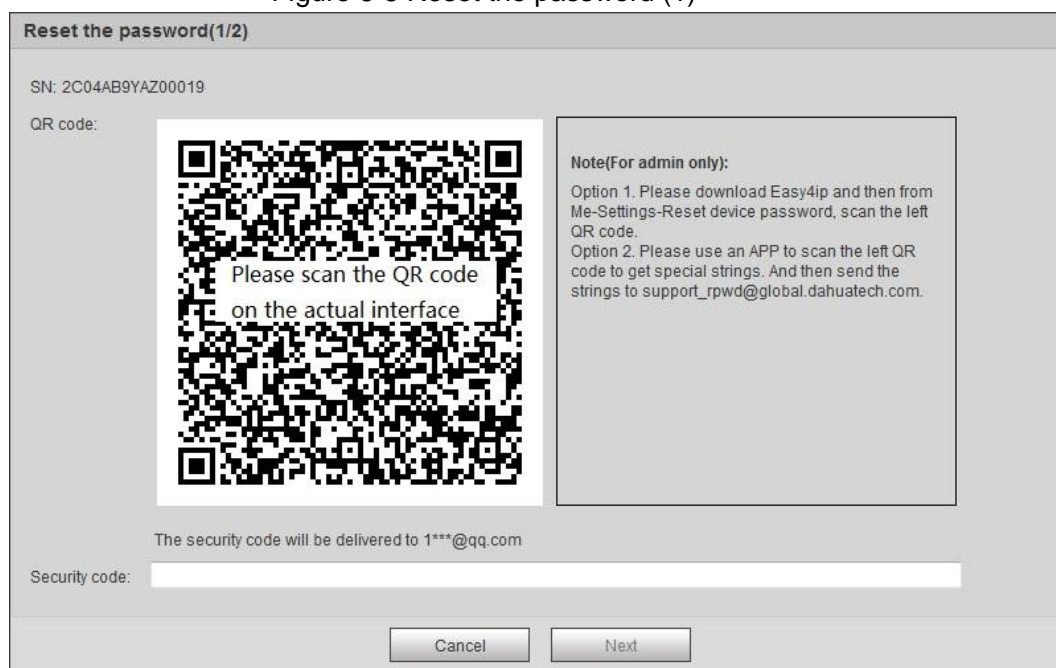 Figure 3-3 Reset the password (1)
Reset the password(1/2)
SN: 2C04AB9YAZ00019
QR code:
Please scan the QR code
on the actual interface
Note(For admin only):
Option 1. Please download Easy4ip and then from
Me-Settings-Reset device password, scan the left
QR code.
Option 2. Please use an APP to scan the left QR
code to get special strings. And then send the
strings to support_rpwd@global.dahuatech.com.
The security code will be delivered to 1***@qq.com
Security code:
Cancel
Next